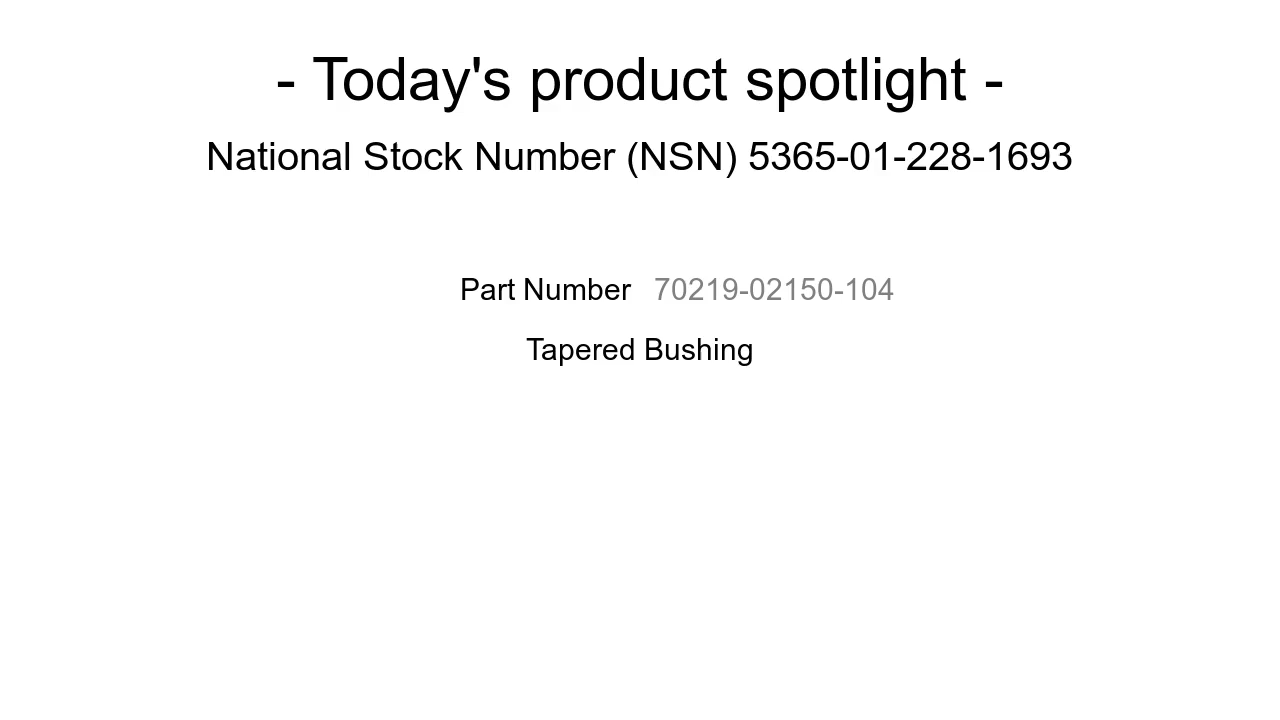 - Today's product spotlight -
National Stock Number (NSN) 5365-01-228-1693
Part Number 70219-02150-104
Tapered Bushing